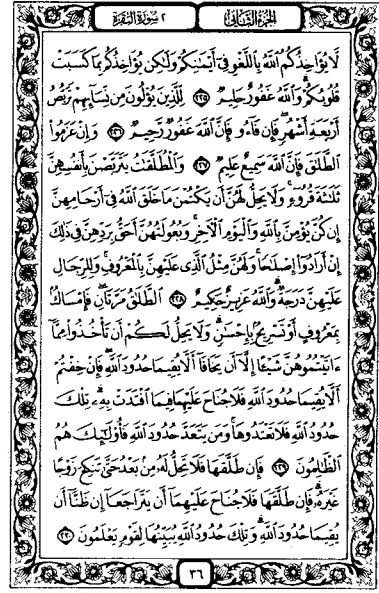 الجزء الثاني
٢ سورة البقرة
لَّا يُؤَاخِذُكُمُ ٱللَّهُ بِٱللَّغْوِ فِىٓ أَيْمَٰنِكُمْ وَلَٰكِن يُؤَاخِذُكُم بِمَا كَسَبَتْ
قُلُوبُكُمْ وَٱللَّهُ غَفُورٌ حَلِيمٌ ٢٢٥ لِّلَّذِينَ يُؤْلُونَ مِن نِّسَآئِهِمْ تَرَبُّصُ
أَرْبَعَةِ أَشْهُرٍ فَإِن فَآءُو فَإِنَّ ٱللَّهَ غَفُورٌ رَّحِيمٌ ٢٢٦ وَإِنْ عَزَمُوا۟
ٱلطَّلَٰقَ فَإِنَّ ٱللَّهَ سَمِيعٌ عَلِيمٌ ٢٢٧ وَٱلْمُطَلَّقَٰتُ يَتَرَبَّصْنَ بِأَنفُسِهِنَّ
ثَلَٰثَةَ قُرُوٓءٍ وَلَا يَحِلُّ لَهُنَّ أَن يَكْتُمْنَ مَا خَلَقَ ٱللَّهُ فِىٓ أَرْحَامِهِنَّ
إِن كُنَّ يُؤْمِنَّ بِٱللَّهِ وَٱلْيَوْمِ ٱلْءَاخِرِ وَبُعُولَتُهُنَّ أَحَقُّ بِرَدِّهِنَّ فِى ذَٰلِكَ
إِنْ أَرَادُوٓا۟ إِصْلَٰحًا وَلَهُنَّ مِثْلُ ٱلَّذِى عَلَيْهِنَّ بِٱلْمَعْرُوفِ وَلِلرِّجَالِ
عَلَيْهِنَّ دَرَجَةٌ وَٱللَّهُ عَزِيزٌ حَكِيمٌ ٢٢٨ ٱلطَّلَٰقُ مَرَّتَانِ فَإِمْسَاكٌۢ
بِمَعْرُوفٍ أَوْ تَسْرِيحٌۢ بِإِحْسَٰنٍ وَلَا يَحِلُّ لَكُمْ أَن تَأْخُذُوا۟ مِمَّآ
ءَاتَيْتُمُوهُنَّ شَيْـًٔا إِلَّآ أَن يَخَافَآ أَلَّا يُقِيمَا حُدُودَ ٱللَّهِ فَإِنْ خِفْتُمْ
أَلَّا يُقِيمَا حُدُودَ ٱللَّهِ فَلَا جُنَاحَ عَلَيْهِمَا فِيمَا ٱفْتَدَتْ بِهِۦ تِلْكَ
حُدُودُ ٱللَّهِ فَلَا تَعْتَدُوهَا وَمَن يَتَعَدَّ حُدُودَ ٱللَّهِ فَأُو۟لَٰٓئِكَ هُمُ
ٱلظَّٰلِمُونَ ٢٢٩ فَإِن طَلَّقَهَا فَلَا تَحِلُّ لَهُۥ مِنۢ بَعْدُ حَتَّىٰ تَنكِحَ زَوْجًا
غَيْرَهُۥ فَإِن طَلَّقَهَا فَلَا جُنَاحَ عَلَيْهِمَآ أَن يَتَرَاجَعَآ إِن ظَنَّآ أَن
يُقِيمَا حُدُودَ ٱللَّهِ وَتِلْكَ حُدُودُ ٱللَّهِ يُبَيِّنُهَا لِقَوْمٍ يَعْلَمُونَ ٢٣٠
٣٦